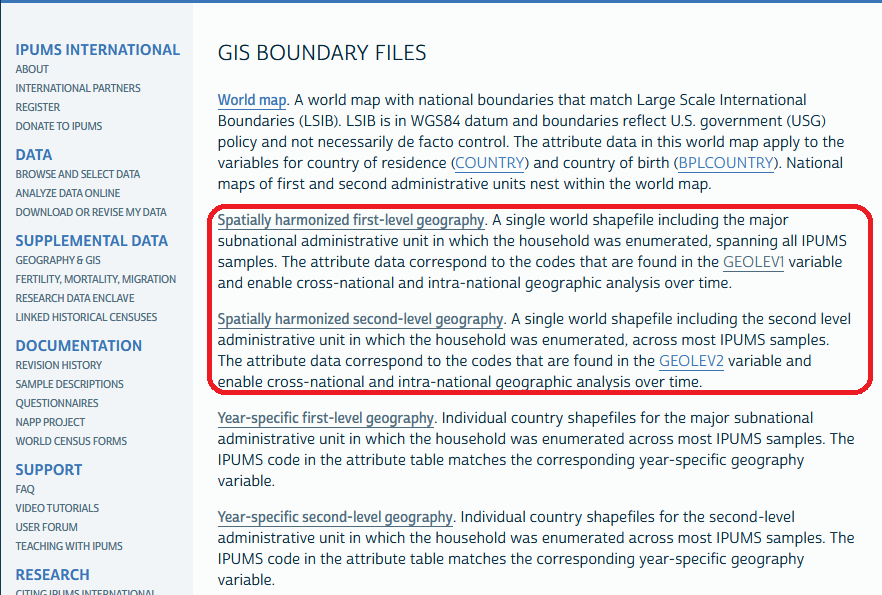 IPUMS INTERNATIONAL
ABOUT
INTERNATIONAL PARTNERS
REGISTER
DONATE TO IPUMS
DATA
BROWSE AND SELECT DATA
ANALYZE DATA ONLINE
DOWNLOAD OR REVISE MY DATA
SUPPLEMENTAL DATA
GEOGRAPHY & GIS
FERTILITY, MORTALITY, MIGRATION
RESEARCH DATA ENCLAVE
LINKED HISTORICAL CENSUSES
DOCUMENTATION
REVISION HISTORY
SAMPLE DESCRIPTIONS
QUESTIONNAIRES
NAPP PROJECT
WORLD CENSUS FORMS
SUPPORT
FAQ
VIDEO TUTORIALS
USER FORUM
TEACHING WITH IPUMS
RESEARCH
CITING IPUMS INTERNATIONAL
GIS BOUNDARY FILES
World map. A world map with national boundaries that match Large Scale International
Boundaries (LSIB). LSIB is in WGS84 datum and boundaries reflect U.S. government (USG)
policy and not necessarily de facto control. The attribute data in this world map apply to the
variables for country of residence (COUNTRY) and country of birth (BPLCOUNTRY). National
maps of first and second administrative units nest within the world map.
Spatially harmonized first-level geography. A single world shapefile including the major
subnational administrative unit in which the household was enumerated, spanning all IPUMS
samples. The attribute data correspond to the codes that are found in the GEOLEV1 variable
and enable cross-national and intra-national geographic analysis over time.
Spatially harmonized second-level geography. A single world shapefile including the second level
administrative unit in which the household was enumerated, across most IPUMS samples.
The attribute data correspond to the codes that are found in the GEOLEV2 variable and
enable cross-national and intra-national geographic analysis over time.
Year-specific first-level geography. Individual country shapefiles for the major subnational
administrative unit in which the household was enumerated across most IPUMS samples. The
IPUMS code in the attribute table matches the corresponding year-specific geography
variable.
Year-specific second-level geography. Individual country shapefiles for the second-level
administrative unit in which the household was enumerated across most IPUMS samples. The
IPUMS code in the attribute table matches the corresponding year-specific geography
variable.